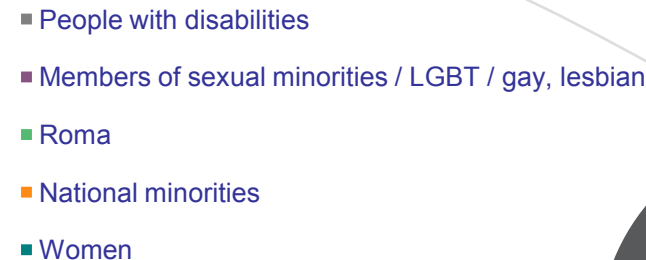 People with disabilities
Members of sexual minorities / LGBT / gay, lesbian
Roma
National minorities
Women